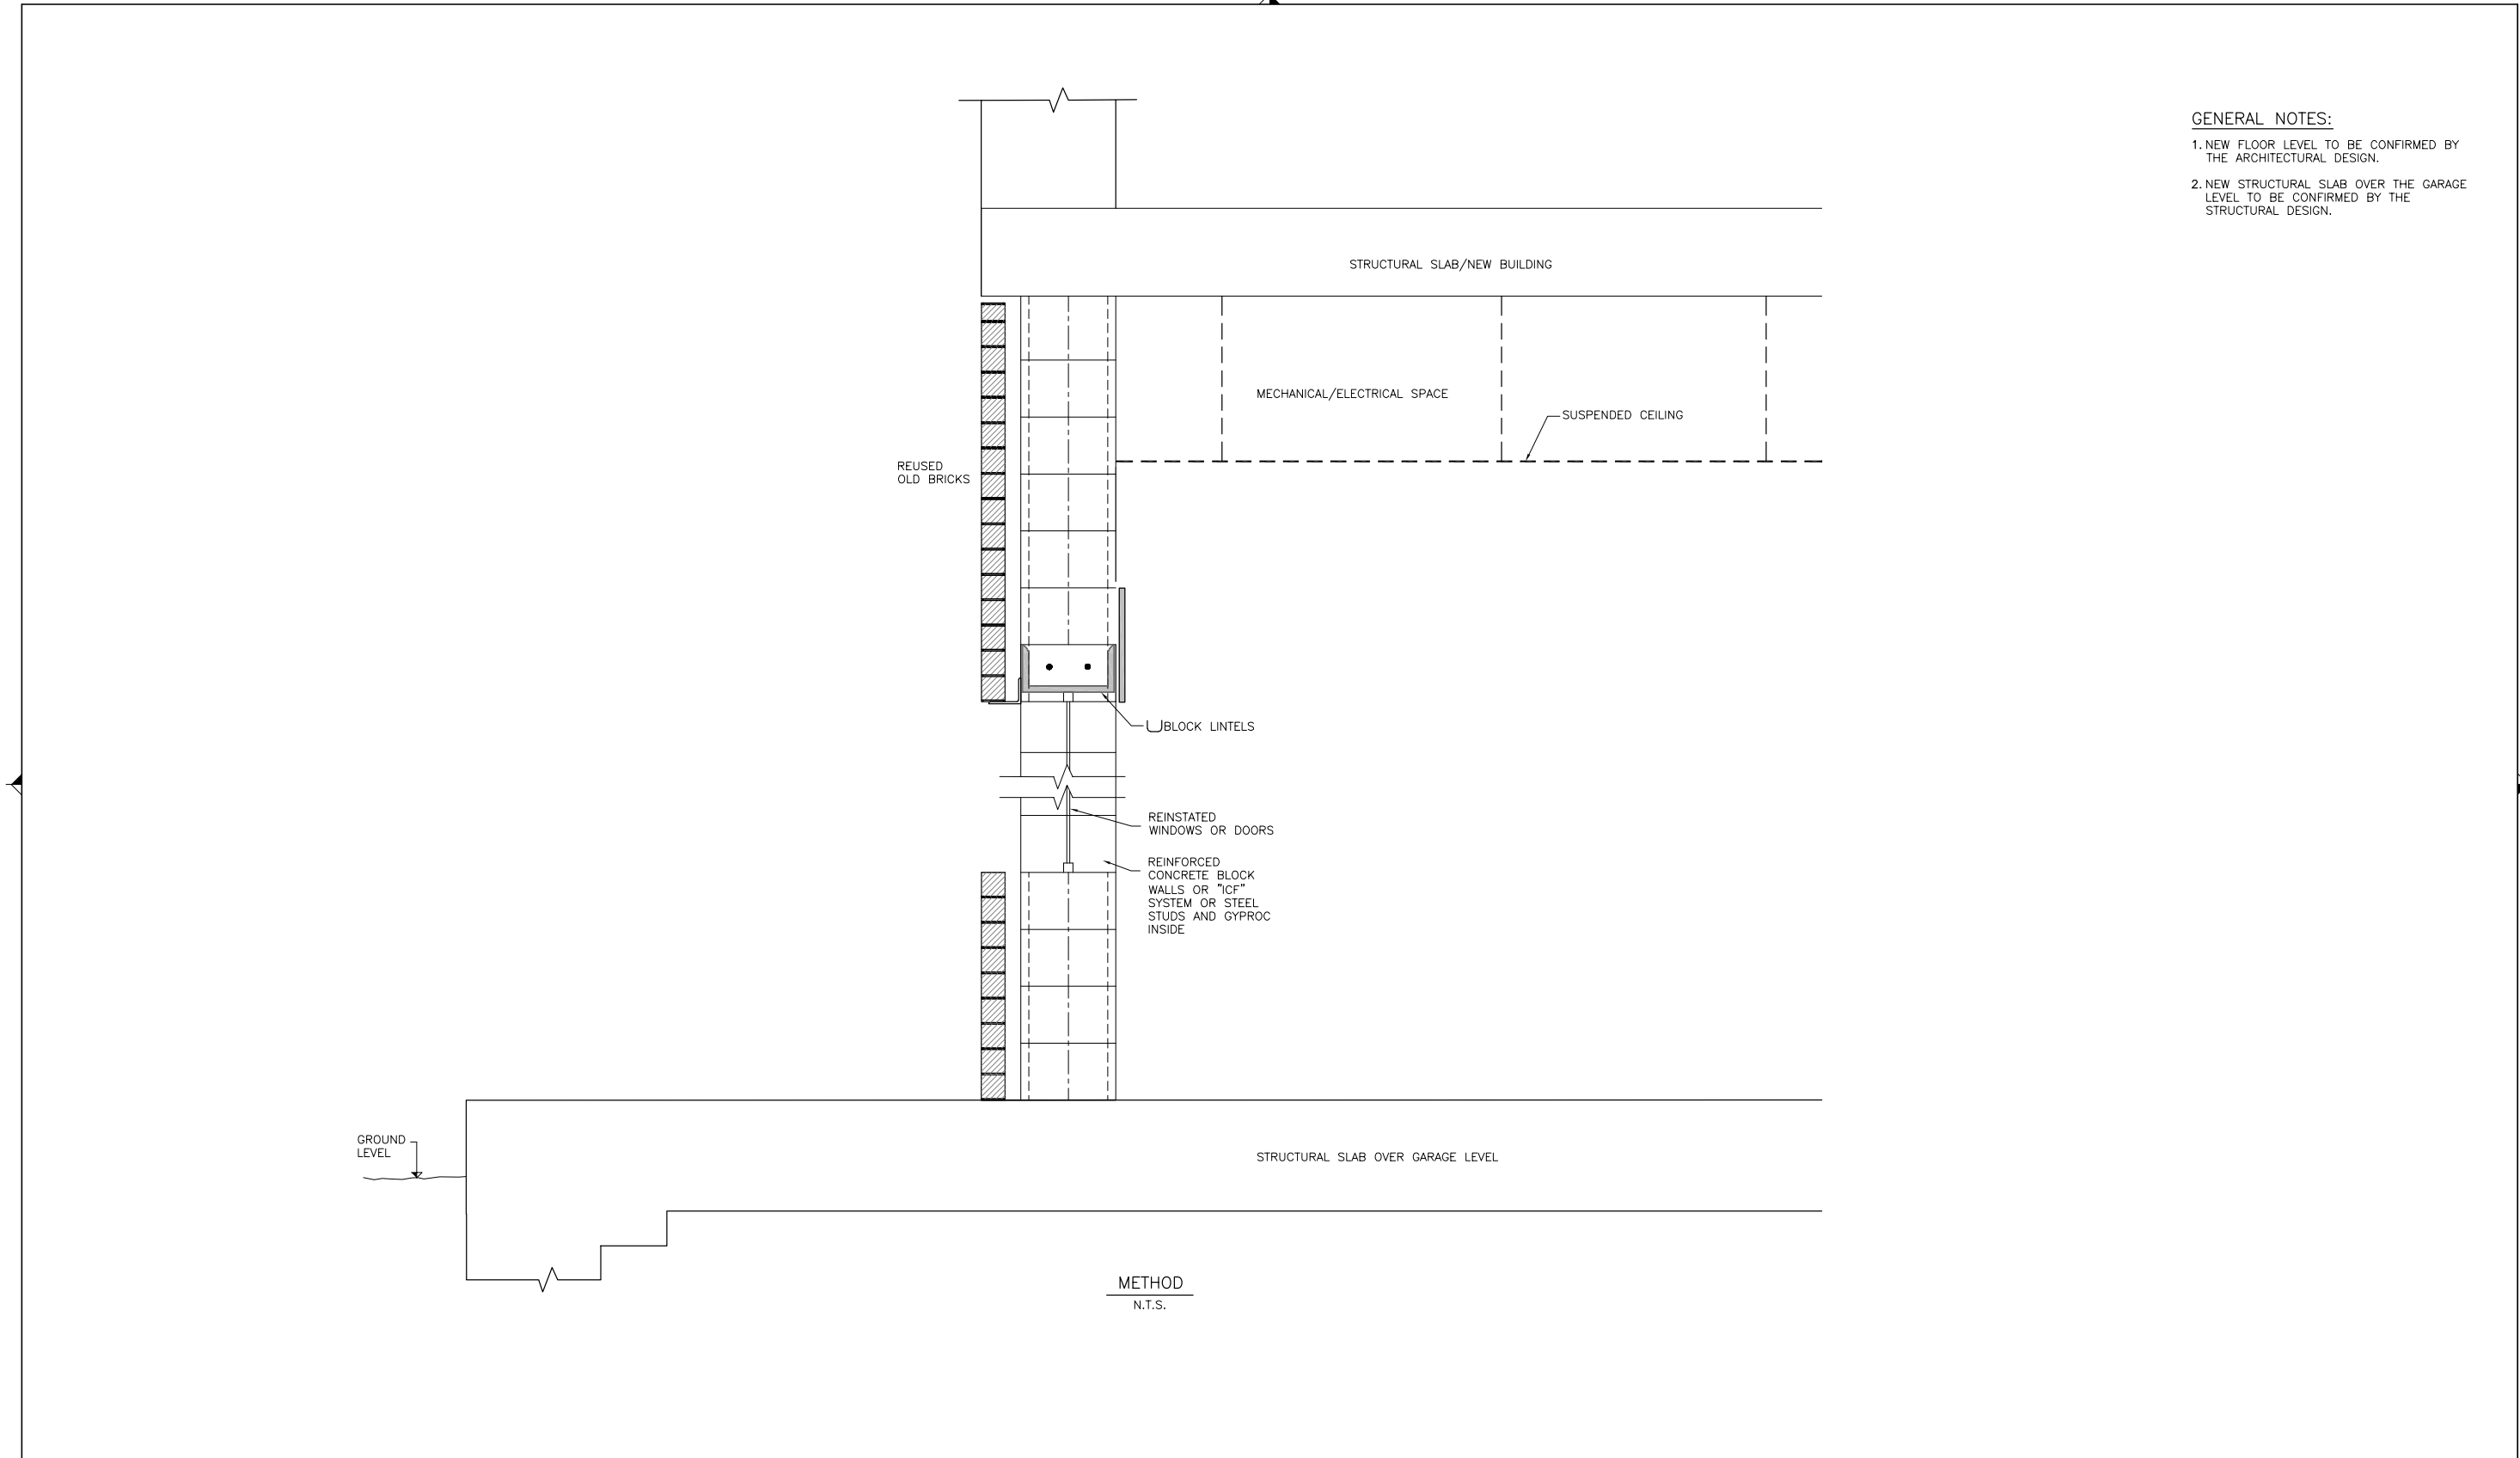 GENERAL NOTES:
1. NEW FLOOR LEVEL TO BE CONFIRMED BY
THE ARCHITECTURAL DESIGN.
2. NEW STRUCTURAL SLAB OVER THE GARAGE
LEVEL TO BE CONFIRMED BY THE
STRUCTURAL DESIGN.
STRUCTURAL SLAB/NEW BUILDING
MECHANICAL/ELECTRICAL SPACE
SUSPENDED CEILING
REUSED
OLD BRICKS
BLOCK LINTELS
REINSTATED
WINDOWS OR DOORS
REINFORCED
CONCRETE BLOCK
WALLS OR "ICF"
SYSTEM OR STEEL
STUDS AND GYPROC
INSIDE
GROUND
LEVEL
STRUCTURAL SLAB OVER GARAGE LEVEL
METHOD
N.T.S.